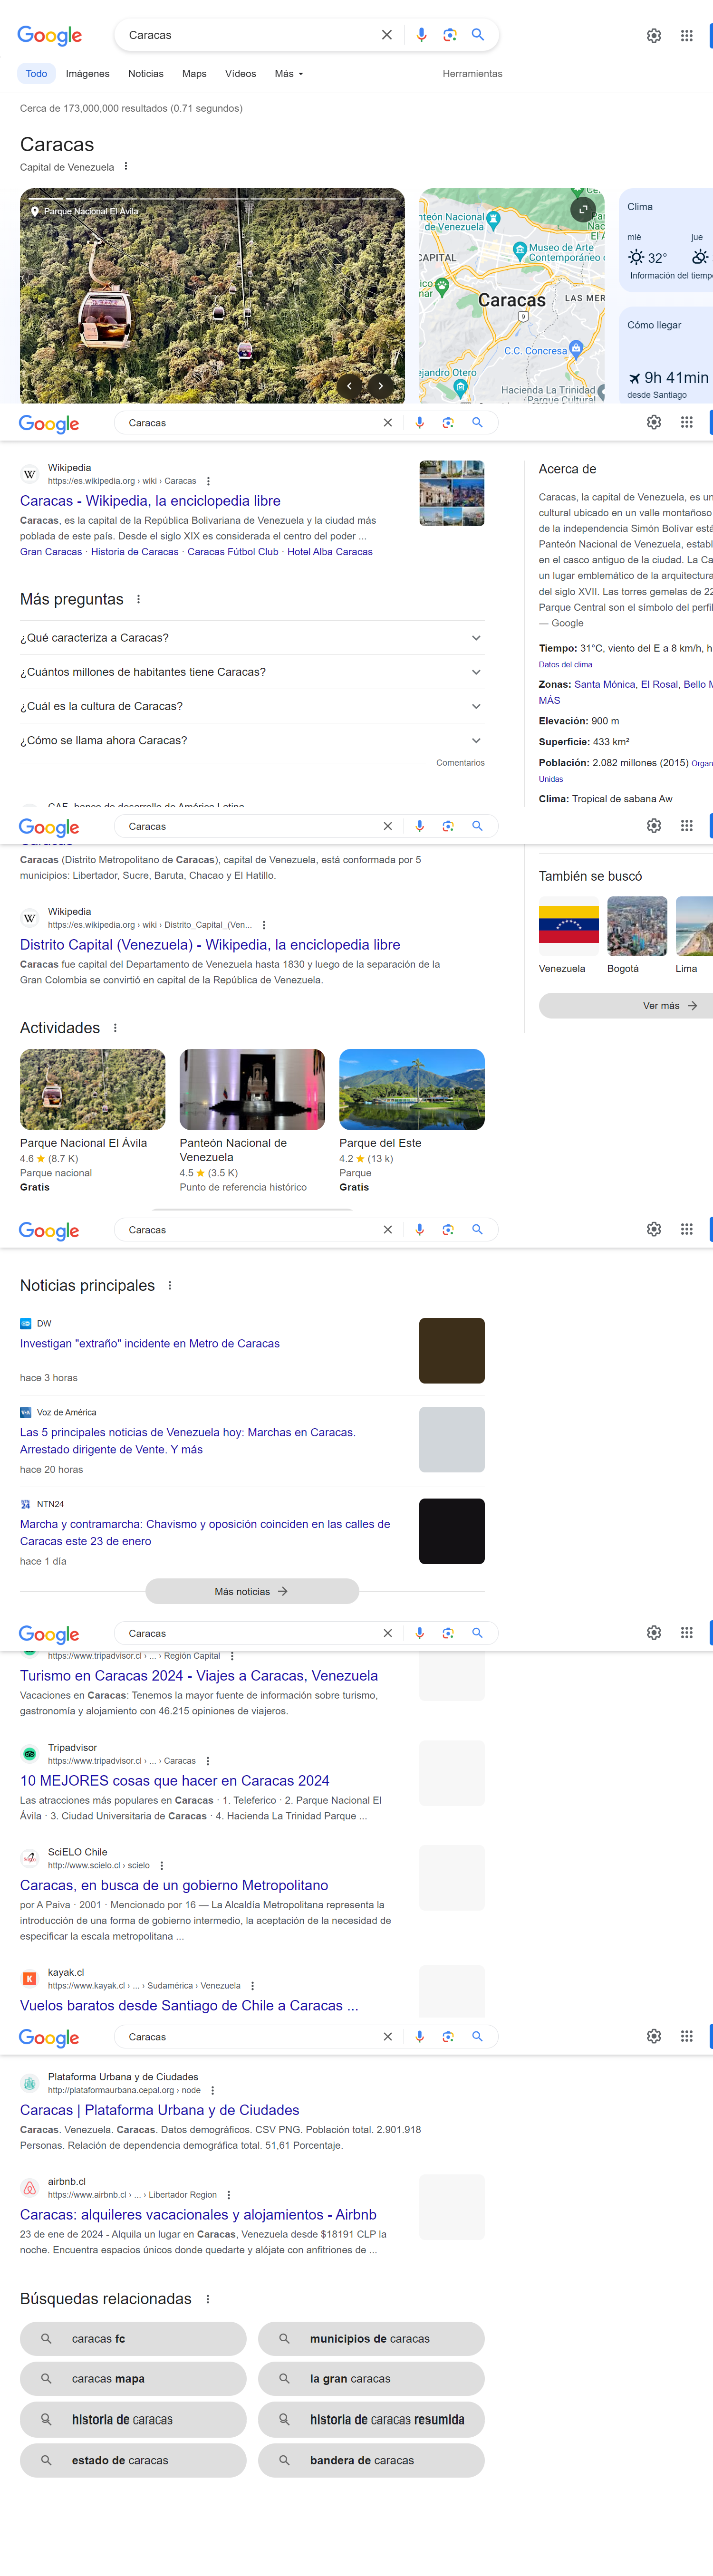 Google
Caracas
Todo Imágenes Noticias Maps Vídeos Más Herramientas
Cerca de 173,000,000 resultados (0.71 segundos)
Caracas
Capital de Venezuela
Parque Nacional El Ávila
nteón Nacional
de Venezuela
CAPITAL
Museo de Arte
Contemporáneo
Caracas
LAS MER
9
C.C. Concresa
ejandro Otero
Hacienda La Trinidad
Parque Cultural
Clima
mié jue
32°
Información del tiemp
Cómo llegar
9h 41min
desde Santiago
Google
Caracas
Wikipedia
https://es.wikipedia.org › wiki › Caracas
Caracas - Wikipedia, la enciclopedia libre
Caracas, es la capital de la República Bolivariana de Venezuela y la ciudad más
poblada de este país. Desde el siglo XIX es considerada el centro del poder ...
Gran Caracas · Historia de Caracas · Caracas Fútbol Club · Hotel Alba Caracas
Más preguntas
¿Qué caracteriza a Caracas?
¿Cuántos millones de habitantes tiene Caracas?
¿Cuál es la cultura de Caracas?
¿Cómo se llama ahora Caracas?
Comentarios
CAF, banco de desarrollo de América Latina
Acerca de
Caracas, la capital de Venezuela, es un
cultural ubicado en un valle montañoso
de la independencia Simón Bolívar está
Panteón Nacional de Venezuela, establ
en el casco antiguo de la ciudad. La Ca
un lugar emblemático de la arquitectura
del siglo XVII. Las torres gemelas de 22
Parque Central son el símbolo del perfi
— Google
Tiempo: 31°C, viento del E a 8 km/h, h
Datos del clima
Zonas: Santa Mónica, El Rosal, Bello M
MÁS
Elevación: 900 m
Superficie: 433 km²
Población: 2.082 millones (2015) Organ
Unidas
Clima: Tropical de sabana Aw
Google
Caracas
Caracas (Distrito Metropolitano de Caracas), capital de Venezuela, está conformada por 5
municipios: Libertador, Sucre, Baruta, Chacao y El Hatillo.
Wikipedia
https://es.wikipedia.org › wiki › Distrito_Capital_(Ven...
Distrito Capital (Venezuela) - Wikipedia, la enciclopedia libre
Caracas fue capital del Departamento de Venezuela hasta 1830 y luego de la separación de la
Gran Colombia se convirtió en capital de la República de Venezuela.
También se buscó
Venezuela Bogotá Lima
Ver más
Actividades
Parque Nacional El Ávila
4.6 (8.7 K)
Parque nacional
Gratis
Panteón Nacional de
Venezuela
4.5 (3.5 K)
Punto de referencia histórico
Parque del Este
4.2 (13 k)
Parque
Gratis
Google
Caracas
Noticias principales
DW
Investigan "extraño" incidente en Metro de Caracas
hace 3 horas
Voz de América
Las 5 principales noticias de Venezuela hoy: Marchas en Caracas.
Arrestado dirigente de Vente. Y más
hace 20 horas
NTN24
Marcha y contramarcha: Chavismo y oposición coinciden en las calles de
Caracas este 23 de enero
hace 1 día
Más noticias
Google
Caracas
https://www.tripadvisor.cl › ... › Región Capital
Turismo en Caracas 2024 - Viajes a Caracas, Venezuela
Vacaciones en Caracas: Tenemos la mayor fuente de información sobre turismo,
gastronomía y alojamiento con 46.215 opiniones de viajeros.
Tripadvisor
https://www.tripadvisor.cl › ... › Caracas
10 MEJORES cosas que hacer en Caracas 2024
Las atracciones más populares en Caracas · 1. Teleferico · 2. Parque Nacional El
Ávila · 3. Ciudad Universitaria de Caracas · 4. Hacienda La Trinidad Parque ...
SciELO Chile
http://www.scielo.cl › scielo
Caracas, en busca de un gobierno Metropolitano
por A Paiva · 2001 · Mencionado por 16 — La Alcaldía Metropolitana representa la
introducción de una forma de gobierno intermedio, la aceptación de la necesidad de
especificar la escala metropolitana ...
kayak.cl
https://www.kayak.cl › ... › Sudamérica › Venezuela
Vuelos baratos desde Santiago de Chile a Caracas ...
Google
Caracas
Plataforma Urbana y de Ciudades
http://plataformaurbana.cepal.org › node
Caracas | Plataforma Urbana y de Ciudades
Caracas. Venezuela. Caracas. Datos demográficos. CSV PNG. Población total. 2.901.918
Personas. Relación de dependencia demográfica total. 51,61 Porcentaje.
airbnb.cl
https://www.airbnb.cl › ... › Libertador Region
Caracas: alquileres vacacionales y alojamientos - Airbnb
23 de ene de 2024 - Alquila un lugar en Caracas, Venezuela desde $18191 CLP la
noche. Encuentra espacios únicos donde quedarte y alójate con anfitriones de ...
Búsquedas relacionadas
caracas fc
municipios de caracas
caracas mapa
la gran caracas
historia de caracas
historia de caracas resumida
estado de caracas
bandera de caracas